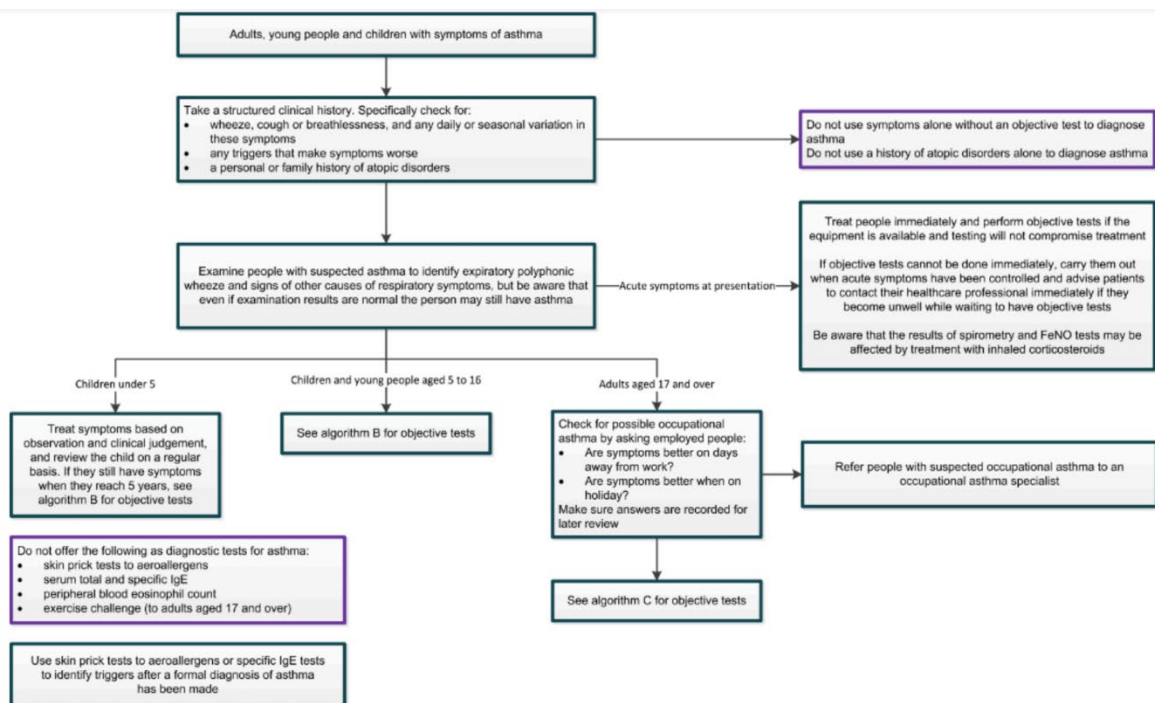 Adults, young people and children with symptoms of asthma
Take a structured clinical history. Specifically check for:
• wheeze, cough or breathlessness, and any daily or seasonal variation in
these symptoms
• any triggers that make symptoms worse
• a personal or family history of atopic disorders
Do not use symptoms alone without an objective test to diagnose
asthma
Do not use a history of atopic disorders alone to diagnose asthma
Examine people with suspected asthma to identify expiratory polyphonic
wheeze and signs of other causes of respiratory symptoms, but be aware that
even if examination results are normal the person may still have asthma
Acute symptoms at presentation
Treat people immediately and perform objective tests if the
equipment is available and testing will not compromise treatment
If objective tests cannot be done immediately, carry them out
when acute symptoms have been controlled and advise patients
to contact their healthcare professional immediately if they
become unwell while waiting to have objective tests
Be aware that the results of spirometry and FeNO tests may be
affected by treatment with inhaled corticosteroids
Children under 5
Children and young people aged 5 to 16
Adults aged 17 and over
Treat symptoms based on
observation and clinical judgement,
and review the child on a regular
basis. If they still have symptoms
when they reach 5 years, see
algorithm B for objective tests
See algorithm B for objective tests
Check for possible occupational
asthma by asking employed people:
• Are symptoms better on days
away from work?
• Are symptoms better when on
holiday?
Make sure answers are recorded for
later review
Refer people with suspected occupational asthma to an
occupational asthma specialist
Do not offer the following as diagnostic tests for asthma:
• skin prick tests to aeroallergens
• serum total and specific IgE
• peripheral blood eosinophil count
• exercise challenge (to adults aged 17 and over)
See algorithm C for objective tests
Use skin prick tests to aeroallergens or specific IgE tests
to identify triggers after a formal diagnosis of asthma
has been made